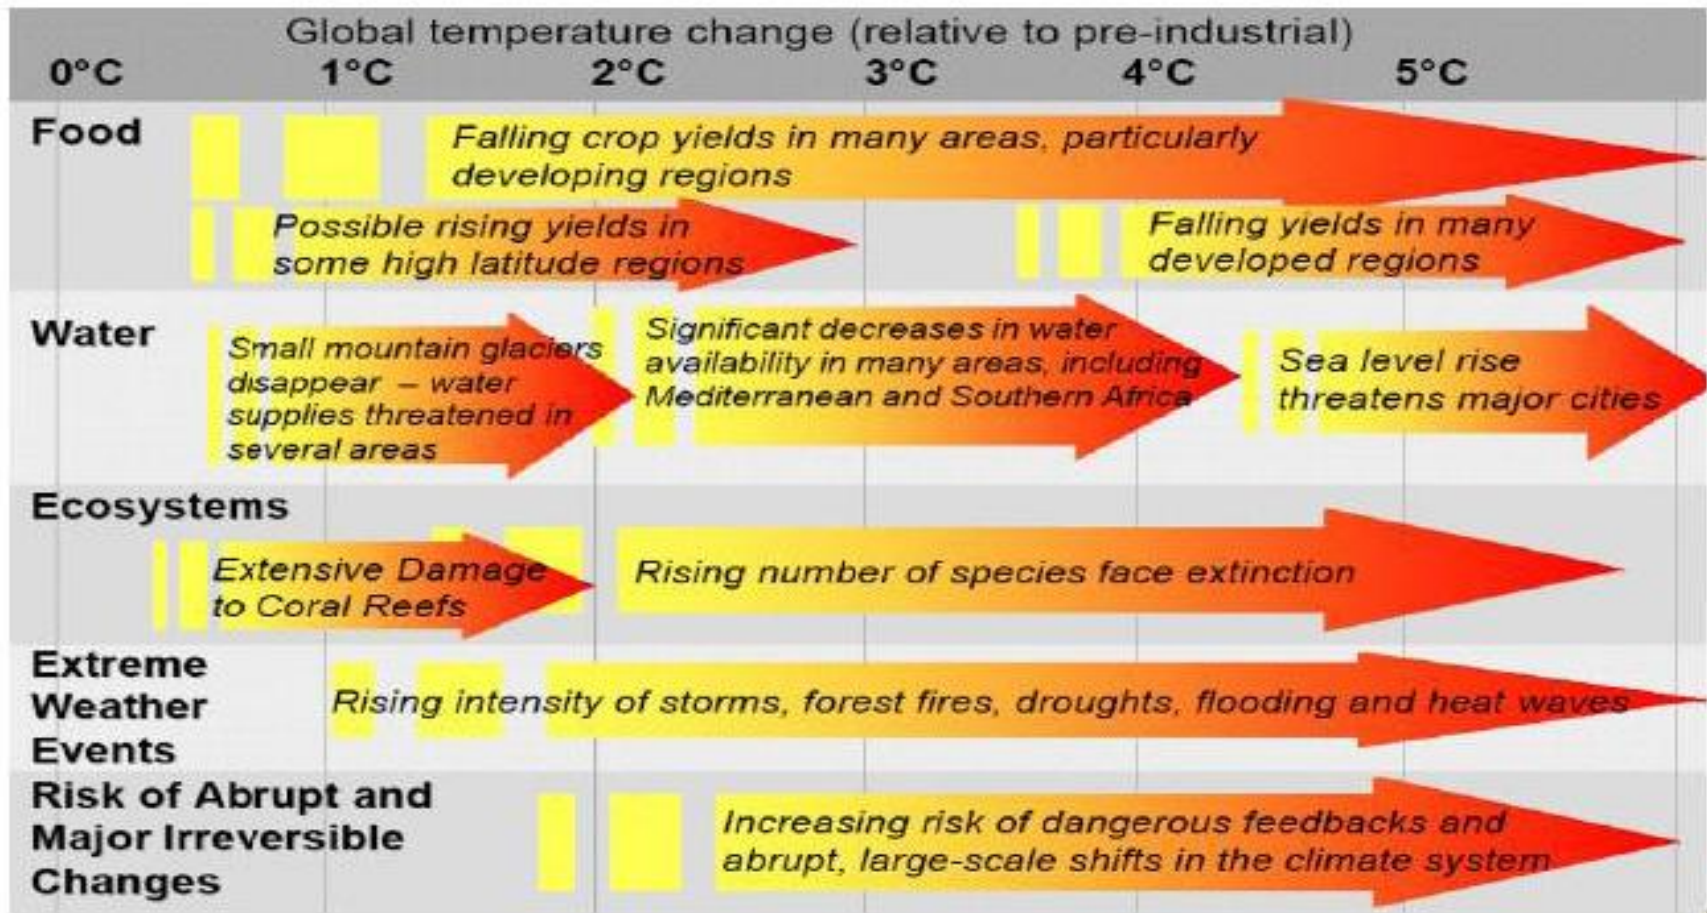 Global temperature change (relative to pre-industrial)
0°C 1°C 2°C 3°C 4°C 5°C
Food
Falling crop yields in many areas, particularly
developing regions
Possible rising yields in
some high latitude regions
Falling yields in many
developed regions
Water
Small mountain glaciers
disappear – water
supplies threatened in
several areas
Significant decreases in water
availability in many areas, including
Mediterranean and Southern Africa
Sea level rise
threatens major cities
Ecosystems
Extensive Damage
to Coral Reefs
Rising number of species face extinction
Extreme
Weather
Events
Rising intensity of storms, forest fires, droughts, flooding and heat waves
Risk of Abrupt and
Major Irreversible
Changes
Increasing risk of dangerous feedbacks and
abrupt, large-scale shifts in the climate system